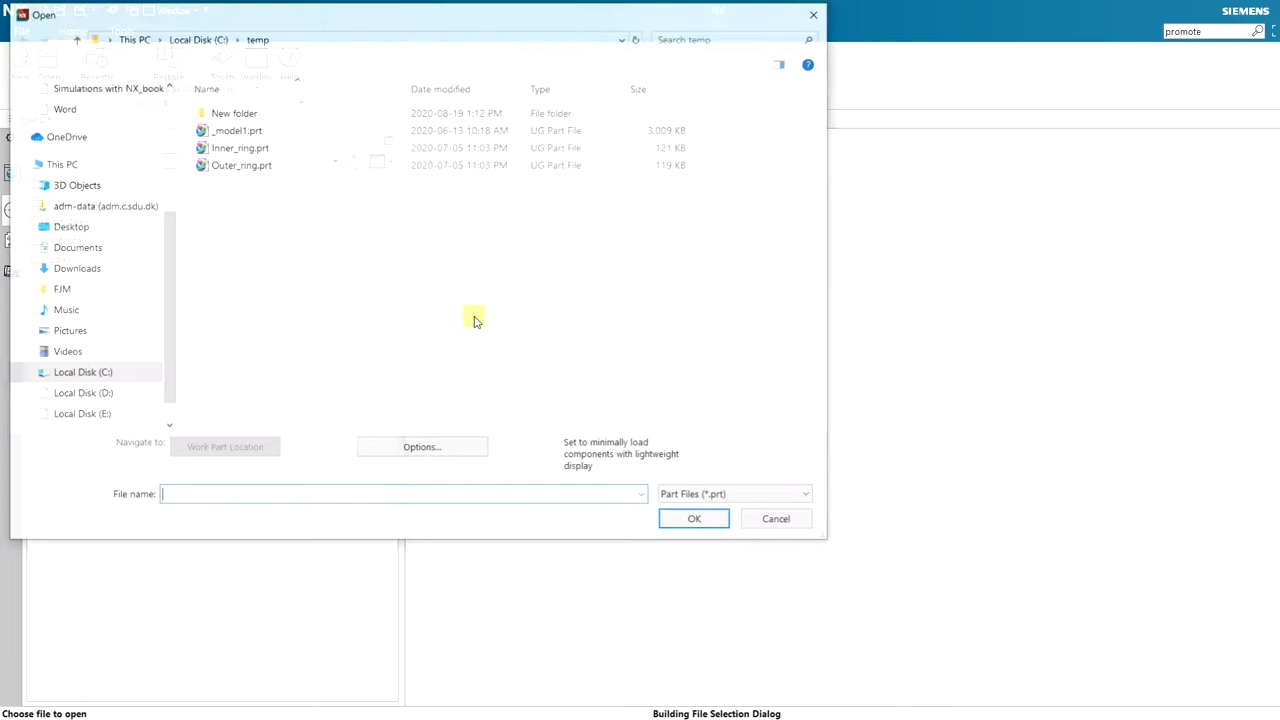 Open
Window
SIEMENS
This PC > Local Disk (C:) > temp
Search temp
promote
Simulations with NX_book
Word
OneDrive
This PC
3D Objects
adm-data (adm.c.sdu.dk)
Desktop
Documents
Downloads
FJM
Music
Pictures
Videos
Local Disk (C:)
Local Disk (D:)
Local Disk (E:)
Name Date modified Type Size
New folder 2020-08-19 1:12 PM File folder
_model1.prt 2020-06-13 10:18 AM UG Part File 3.009 KB
Inner_ring.prt 2020-07-05 11:03 PM UG Part File 121 KB
Outer_ring.prt 2020-07-05 11:03 PM UG Part File 119 KB
Navigate to: Work Part Location
Options...
Set to minimally load
components with lightweight
display
File name:
Part Files (*.prt)
OK Cancel
Choose file to open
Building File Selection Dialog